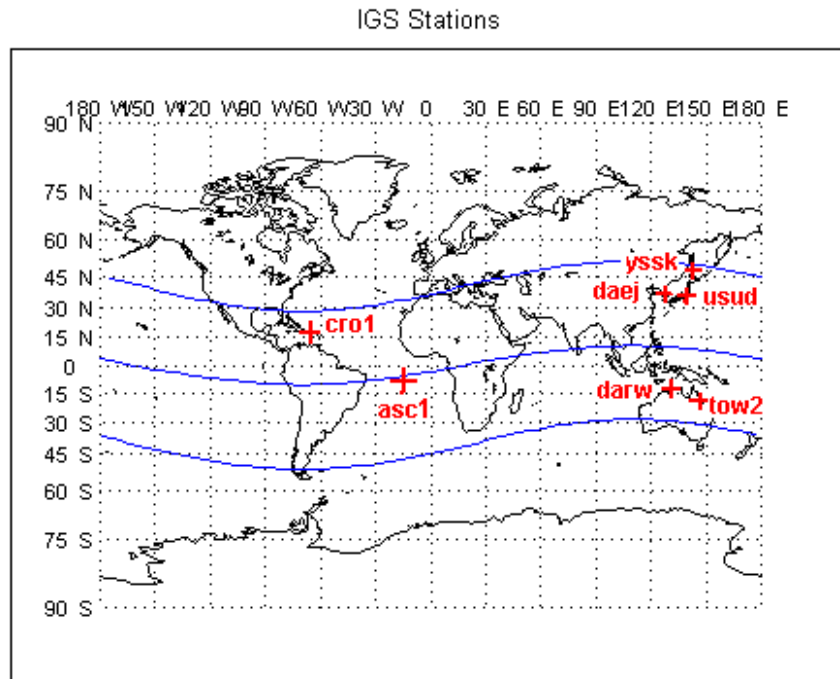 IGS Stations
180 W150 W120 W90 W60 W30 W 0 30 E 60 E 90 E120 E150 E180 E
90 N
75 N
60 N
yssk
45 N
daej usud
30 N
cro1
15 N
0
darw
15 S
asc1 tow2
30 S
45 S
60 S
75 S
90 S